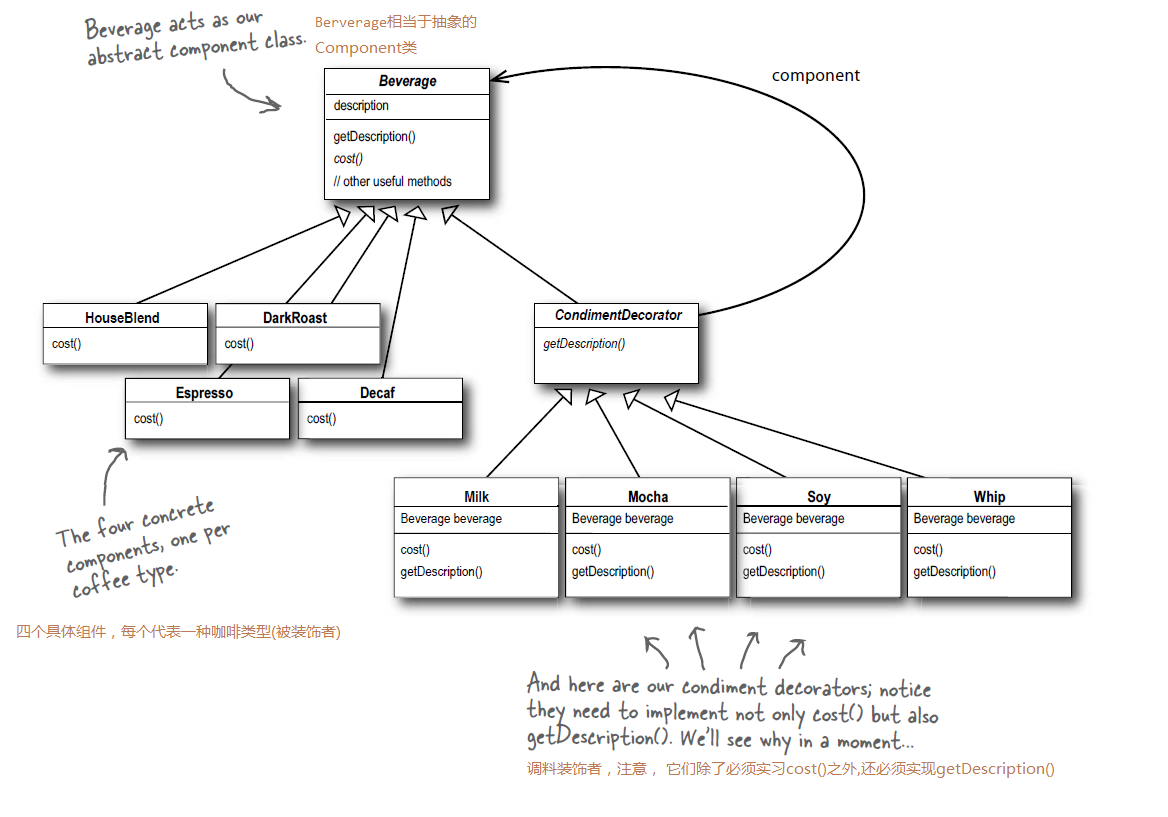 Beverage acts as our
abstract component class.
Berverage相当于抽象的
Component类
component
Beverage
description
getDescription()
cost()
// other useful methods
HouseBlend
cost()
DarkRoast
cost()
CondimentDecorator
getDescription()
Espresso
cost()
Decaf
cost()
Milk
Beverage beverage
cost()
getDescription()
Mocha
Beverage beverage
cost()
getDescription()
Soy
Beverage beverage
cost()
getDescription()
Whip
Beverage beverage
cost()
getDescription()
The four concrete
components, one per
coffee type.
四个具体组件，每个代表一种咖啡类型(被装饰者)
And here are our condiment decorators; notice
they need to implement not only cost() but also
getDescription(). We'll see why in a moment...
调料装饰者，注意， 它们除了必须实习cost()之外,还必须实现getDescription()